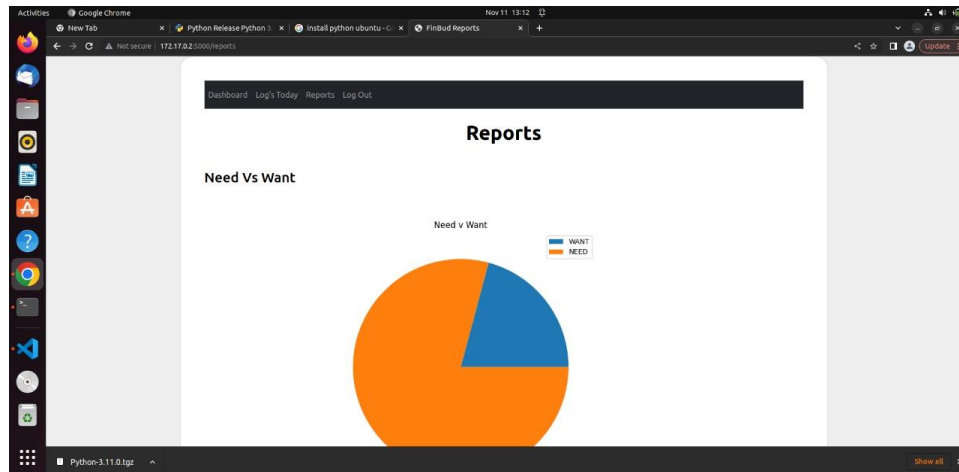 Activities Google Chrome Nov 11 13:12
New Tab Python Release Python 3. install python ubuntu - G FinBud Reports
Not secure 172.17.0.2:5000/reports Update
Dashboard Log's Today Reports Log Out
Reports
Need Vs Want
Need v Want
WANT
NEED
Python-3.11.0.tgz Show all